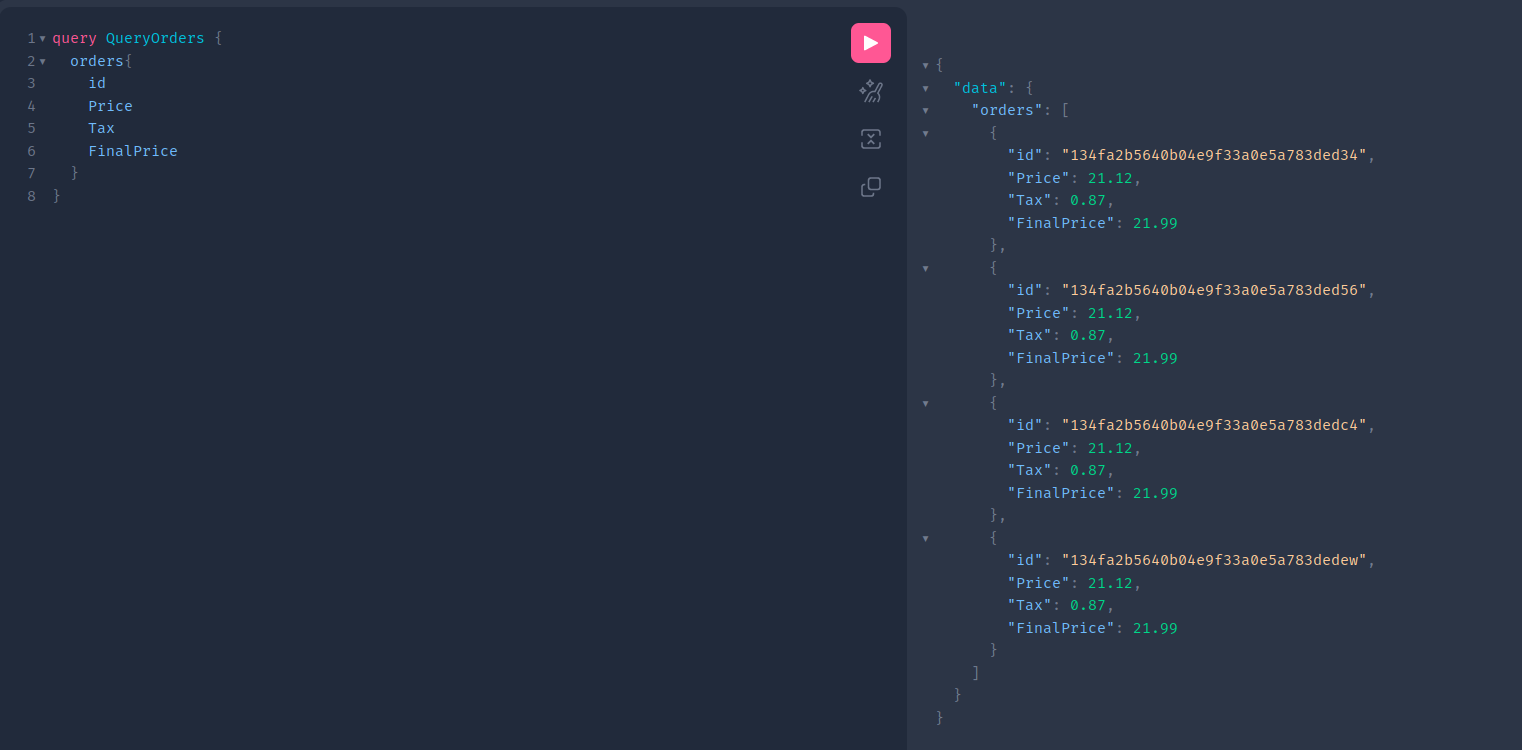 1 query QueryOrders {
2 orders{
3 id
4 Price
5 Tax
6 FinalPrice
7 }
8 }
{
"data": {
"orders": [
{
"id": "134fa2b5640b04e9f33a0e5a783ded34",
"Price": 21.12,
"Tax": 0.87,
"FinalPrice": 21.99
},
{
"id": "134fa2b5640b04e9f33a0e5a783ded56",
"Price": 21.12,
"Tax": 0.87,
"FinalPrice": 21.99
},
{
"id": "134fa2b5640b04e9f33a0e5a783dedc4",
"Price": 21.12,
"Tax": 0.87,
"FinalPrice": 21.99
},
{
"id": "134fa2b5640b04e9f33a0e5a783dedew",
"Price": 21.12,
"Tax": 0.87,
"FinalPrice": 21.99
}
]
}
}